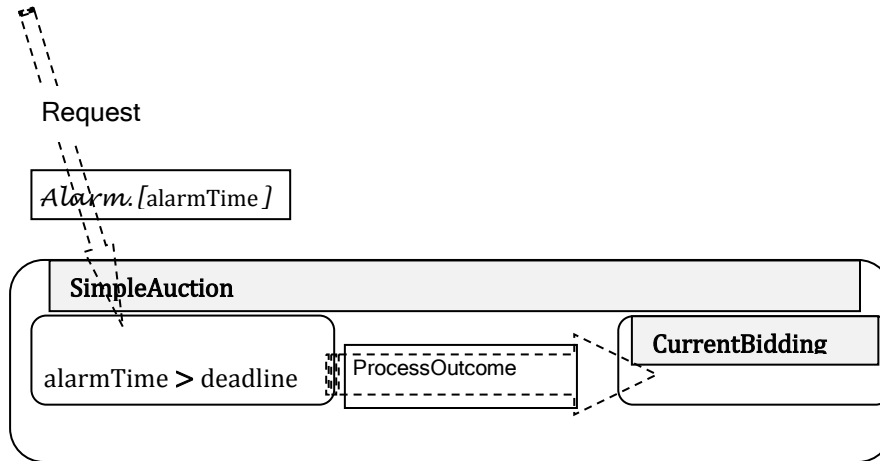 Request
Alarm.[alarmTime]
SimpleAuction
CurrentBidding
alarmTime > deadline
ProcessOutcome